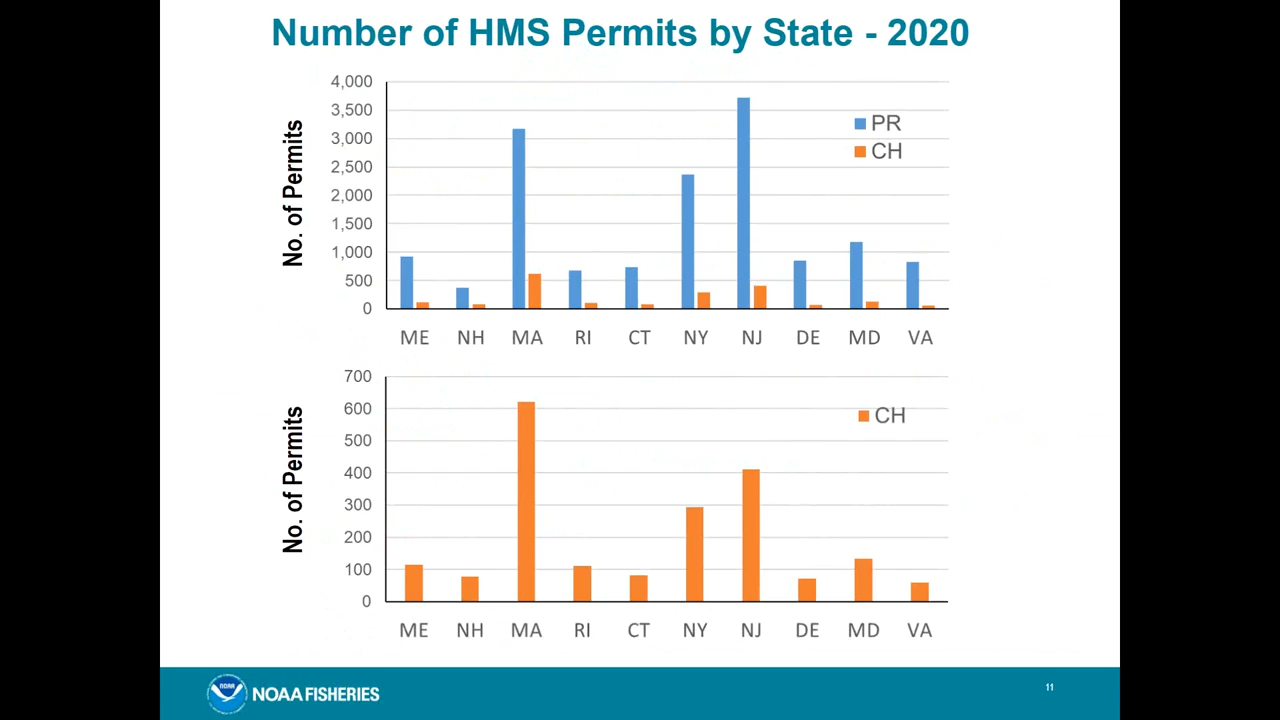 Number of HMS Permits by State - 2020
No. of Permits
4,000
3,500
3,000
2,500
2,000
1,500
1,000
500
0
PR
CH
ME NH MA RI CT NY NJ DE MD VA
No. of Permits
700
600
500
400
300
200
100
0
CH
ME NH MA RI CT NY NJ DE MD VA
NOAA
NOAA FISHERIES
11